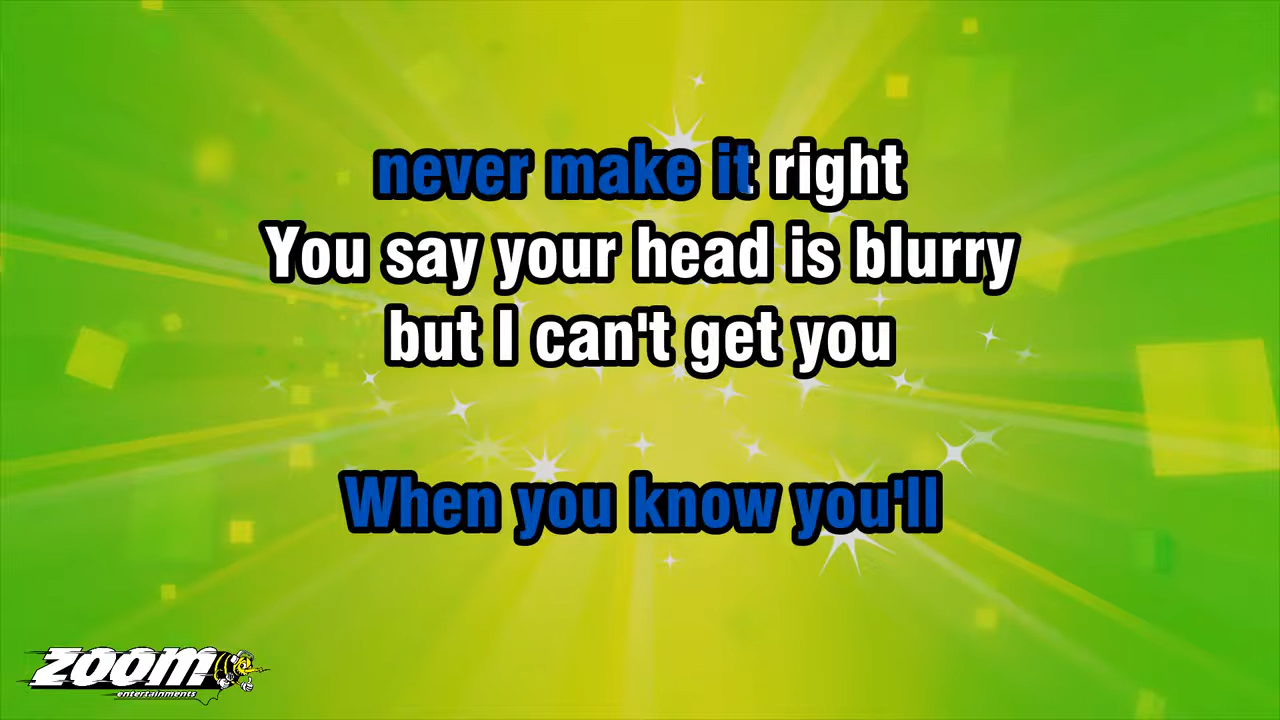 never make it right
You say your head is blurry
but I can't get you
When you know you'll
ZOOM
entertainments